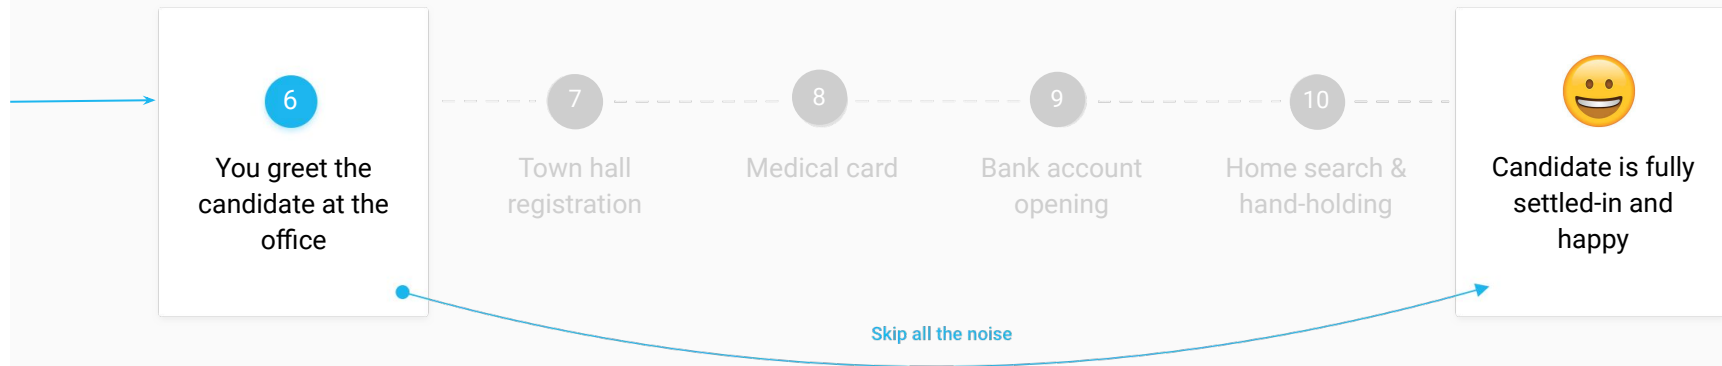 6
You greet the
candidate at the
office
7
Town hall
registration
8
Medical card
9
Bank account
opening
10
Home search &
hand-holding
Candidate is fully
settled-in and
happy
Skip all the noise